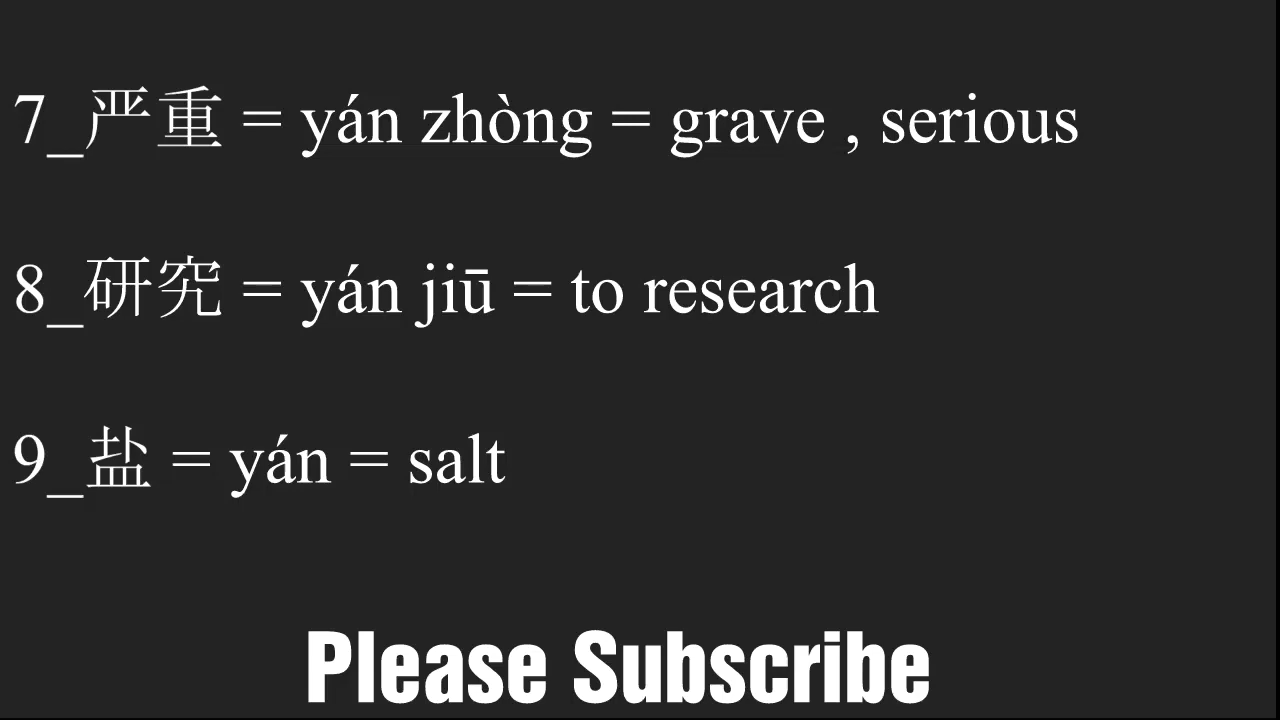 7_严重 = yán zhòng = grave , serious
8_研究 = yán jiū = to research
9_盐 = yán = salt
Please Subscribe